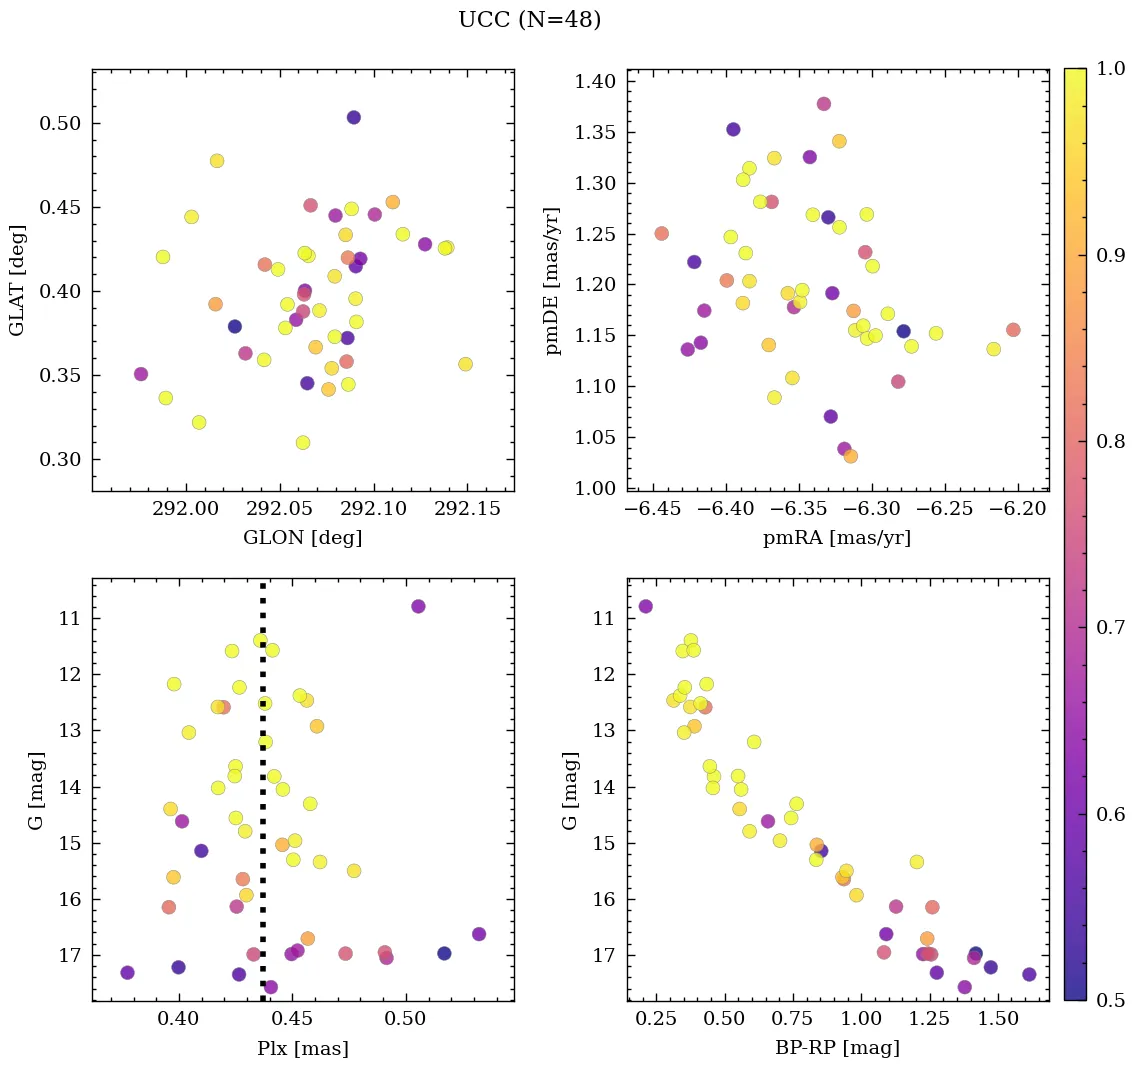 UCC (N=48)
0.50
0.45
0.40
0.35
0.30
GLAT [deg]
292.00 292.05 292.10 292.15
GLON [deg]
1.40
1.35
1.30
1.25
1.20
1.15
1.10
1.05
1.00
pmDE [mas/yr]
−6.45 −6.40 −6.35 −6.30 −6.25 −6.20
pmRA [mas/yr]
11
12
13
14
15
16
17
G [mag]
0.40 0.45 0.50
Plx [mas]
11
12
13
14
15
16
17
G [mag]
0.25 0.50 0.75 1.00 1.25 1.50
BP-RP [mag]
1.0
0.9
0.8
0.7
0.6
0.5